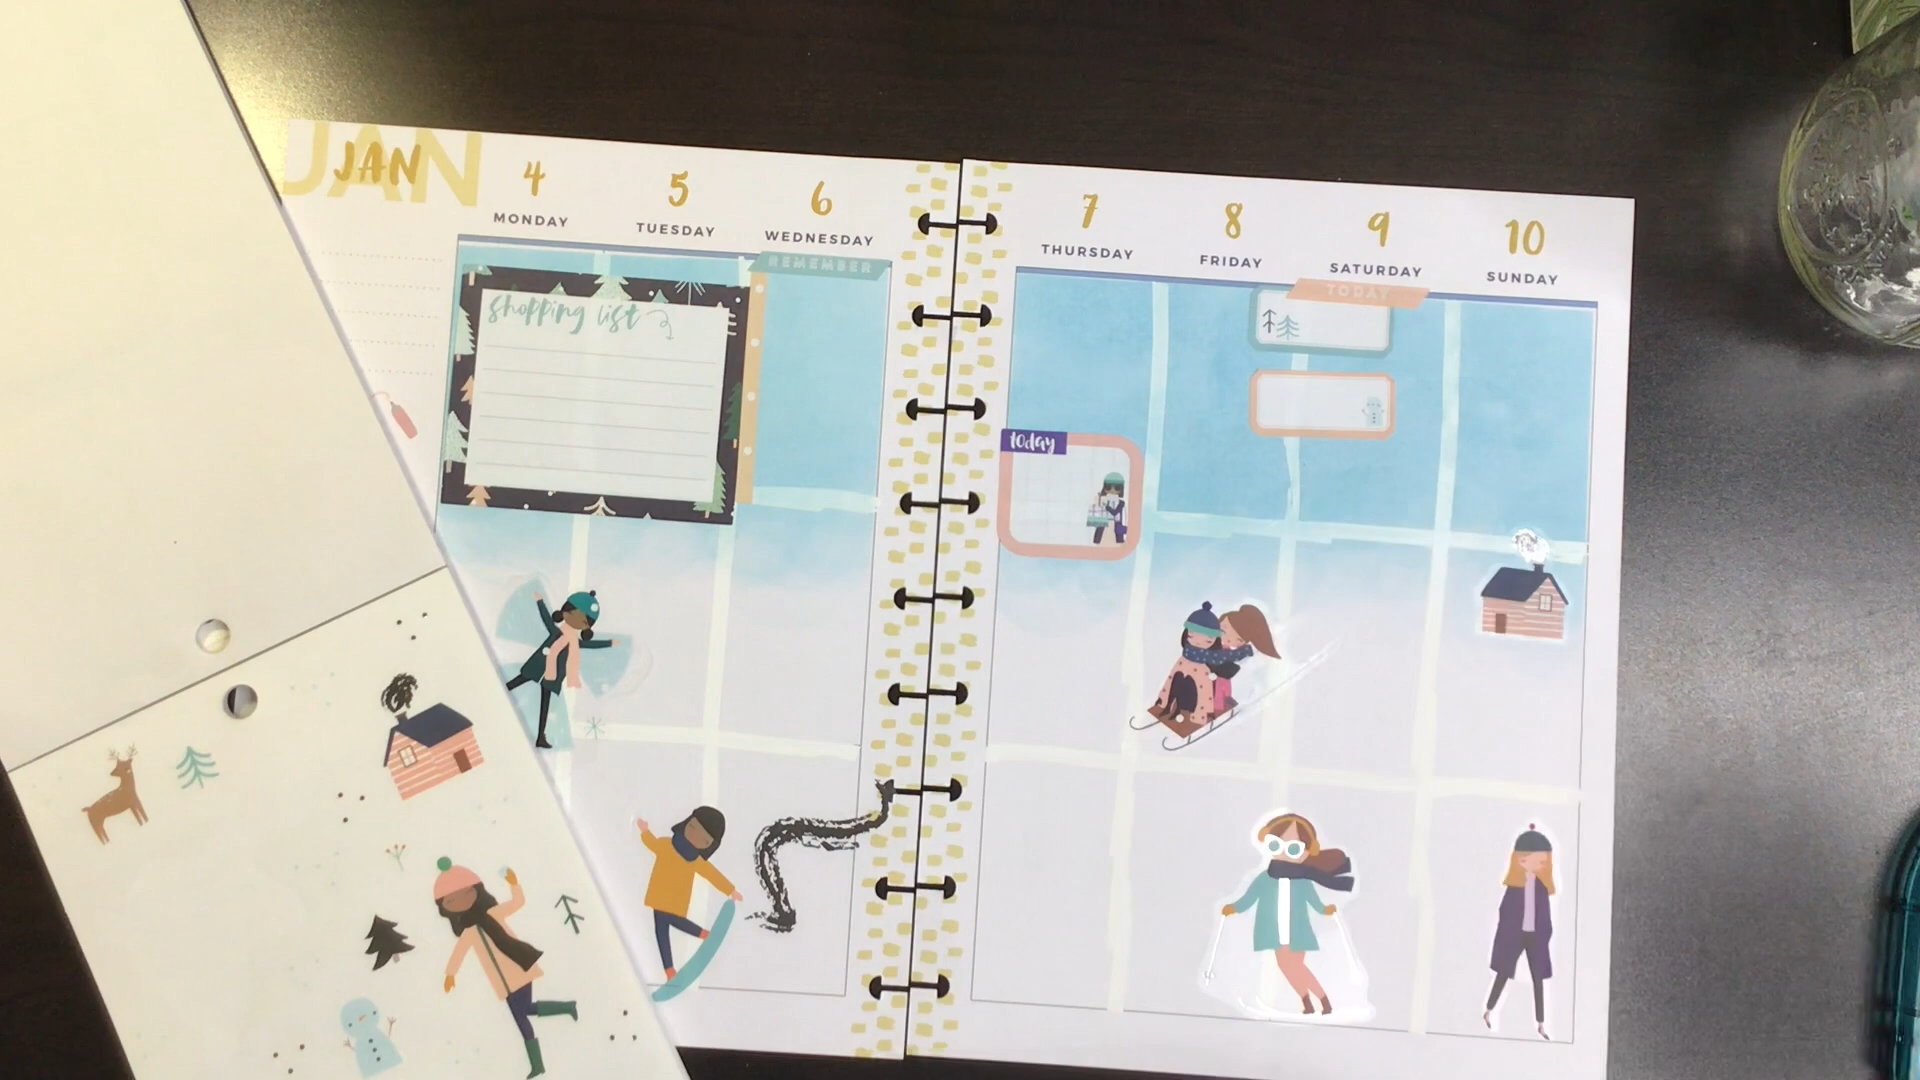 JAN
JAN
4
MONDAY
5
TUESDAY
6
WEDNESDAY
7
THURSDAY
8
FRIDAY
9
SATURDAY
10
SUNDAY
REMEMBER
TODAY
shopping list
today